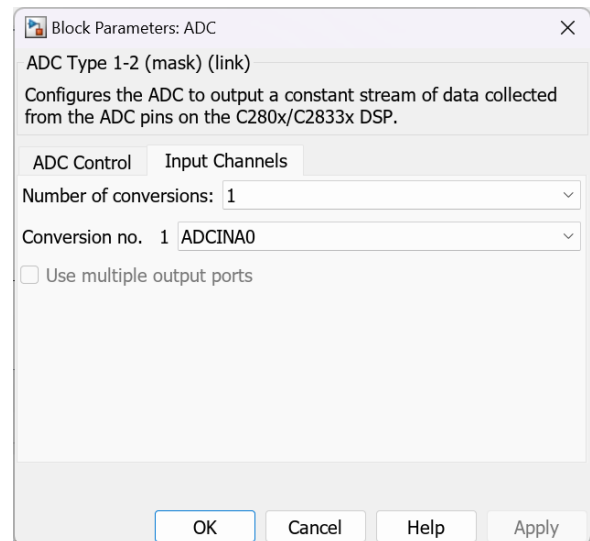 Block Parameters: ADC
ADC Type 1-2 (mask) (link)
Configures the ADC to output a constant stream of data collected
from the ADC pins on the C280x/C2833x DSP.
ADC Control Input Channels
Number of conversions: 1
Conversion no. 1 ADCINA0
Use multiple output ports
OK Cancel Help Apply